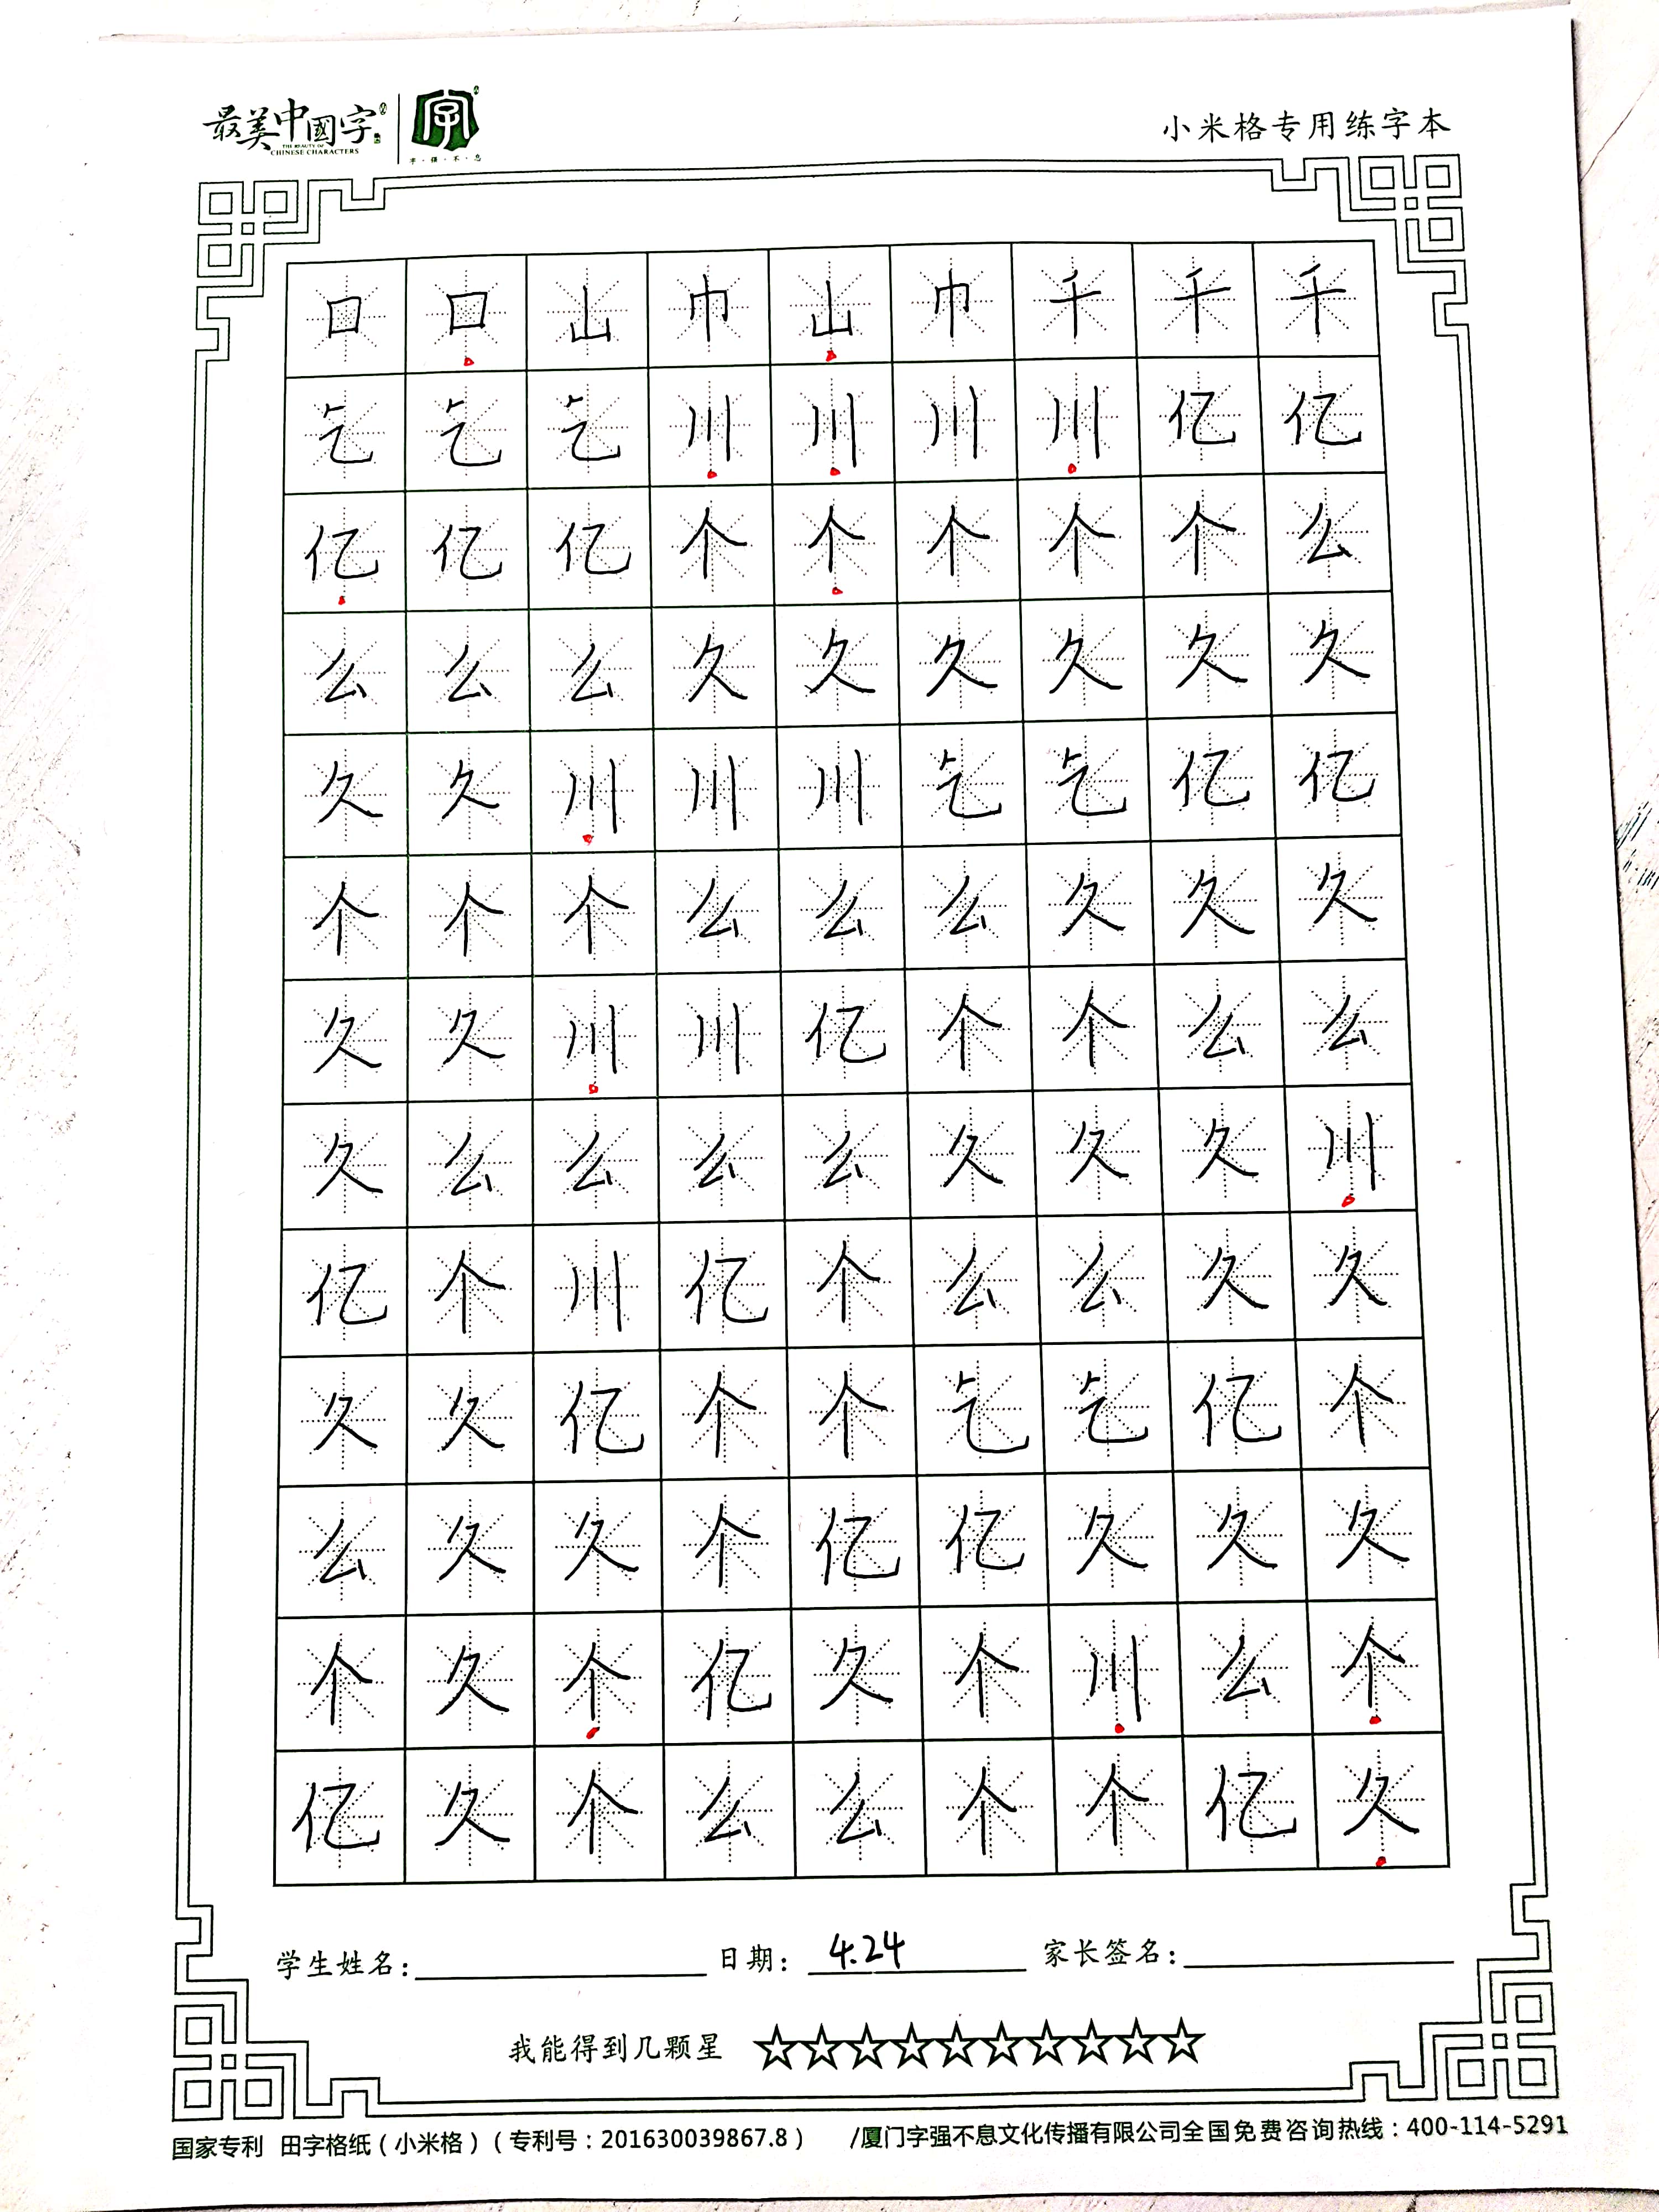 最美中國字
THE BEAUTY OF
CHINESE CHARACTERS
字
字·强·不·息
小米格专用练字本
口 口 山 巾 山 巾 千 千 千
乞 乞 乞 川 川 川 川 亿 亿
亿 亿 亿 个 个 个 个 个 么
么 么 么 久 久 久 久 久 久
久 久 川 川 川 乞 乞 亿 亿
个 个 个 么 么 么 久 久 久
久 久 川 川 亿 个 个 么 么
久 么 么 么 么 久 久 久 川
亿 个 川 亿 个 么 么 久 久
久 久 亿 个 个 乞 乞 亿 个
么 久 久 个 亿 亿 久 久 久
个 久 个 亿 久 个 川 么 个
亿 久 个 么 么 个 个 亿 久
学生姓名: 日期: 4.24 家长签名:
我能得到几颗星 ☆☆☆☆☆☆☆☆☆☆
国家专利 田字格纸(小米格)(专利号:201630039867.8) /厦门字强不息文化传播有限公司全国免费咨询热线:400-114-5291